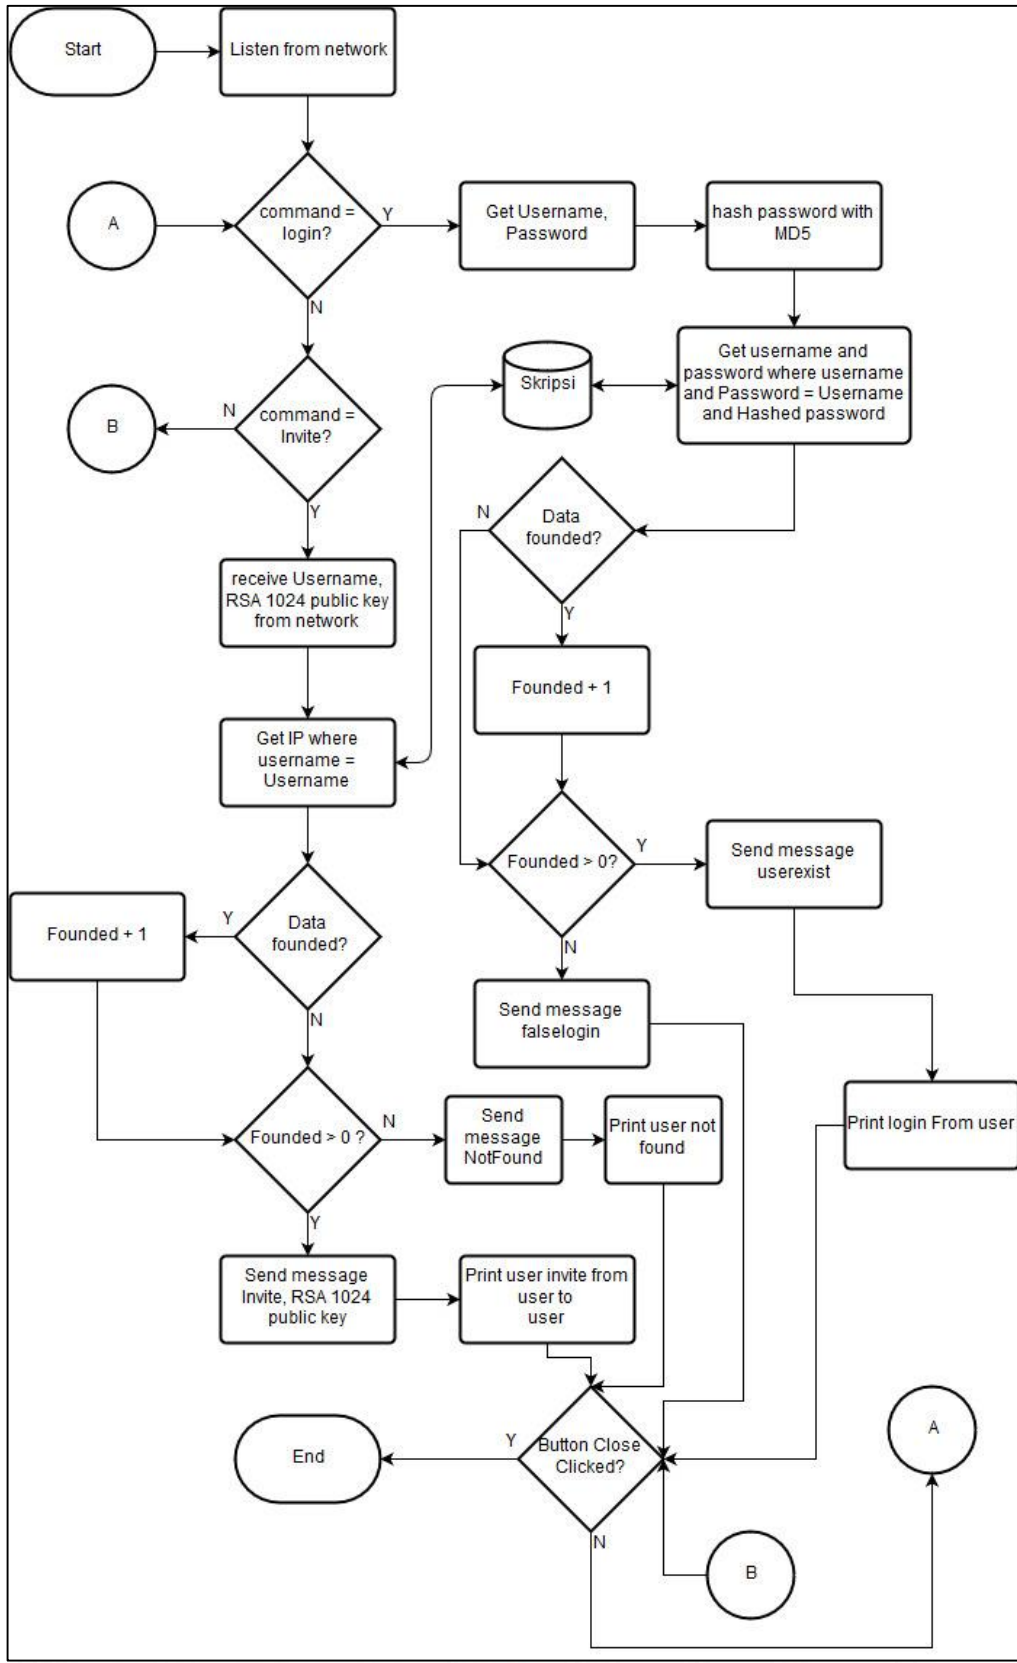 Start
Listen from network
A
command =
login?
Y
Get Username,
Password
hash password with
MD5
N
B
N
command =
Invite?
Skripsi
Get username and
password where username
and Password = Username
and Hashed password
Y
N
Data
founded?
receive Username,
RSA 1024 public key
from network
Y
Founded + 1
Get IP where
username =
Username
Founded > 0?
Y
Send message
userexist
Founded + 1
Y
Data
founded?
N
N
Send message
falselogin
Founded > 0 ?
N
Send
message
NotFound
Print user not
found
Print login From user
Y
Send message
Invite, RSA 1024
public key
Print user invite from
user to
user
End
Y
Button Close
Clicked?
A
N
B